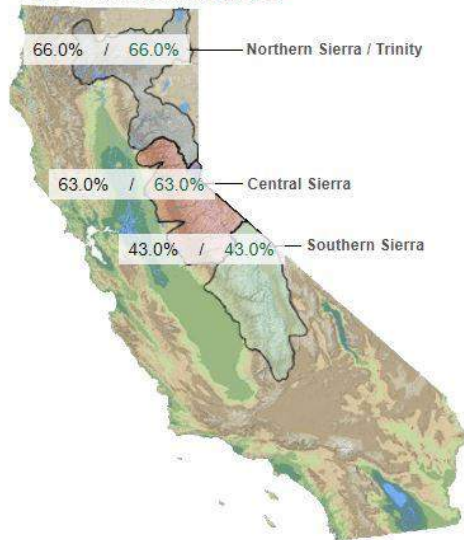 66.0% / 66.0% Northern Sierra / Trinity
63.0% / 63.0% Central Sierra
43.0% / 43.0% Southern Sierra